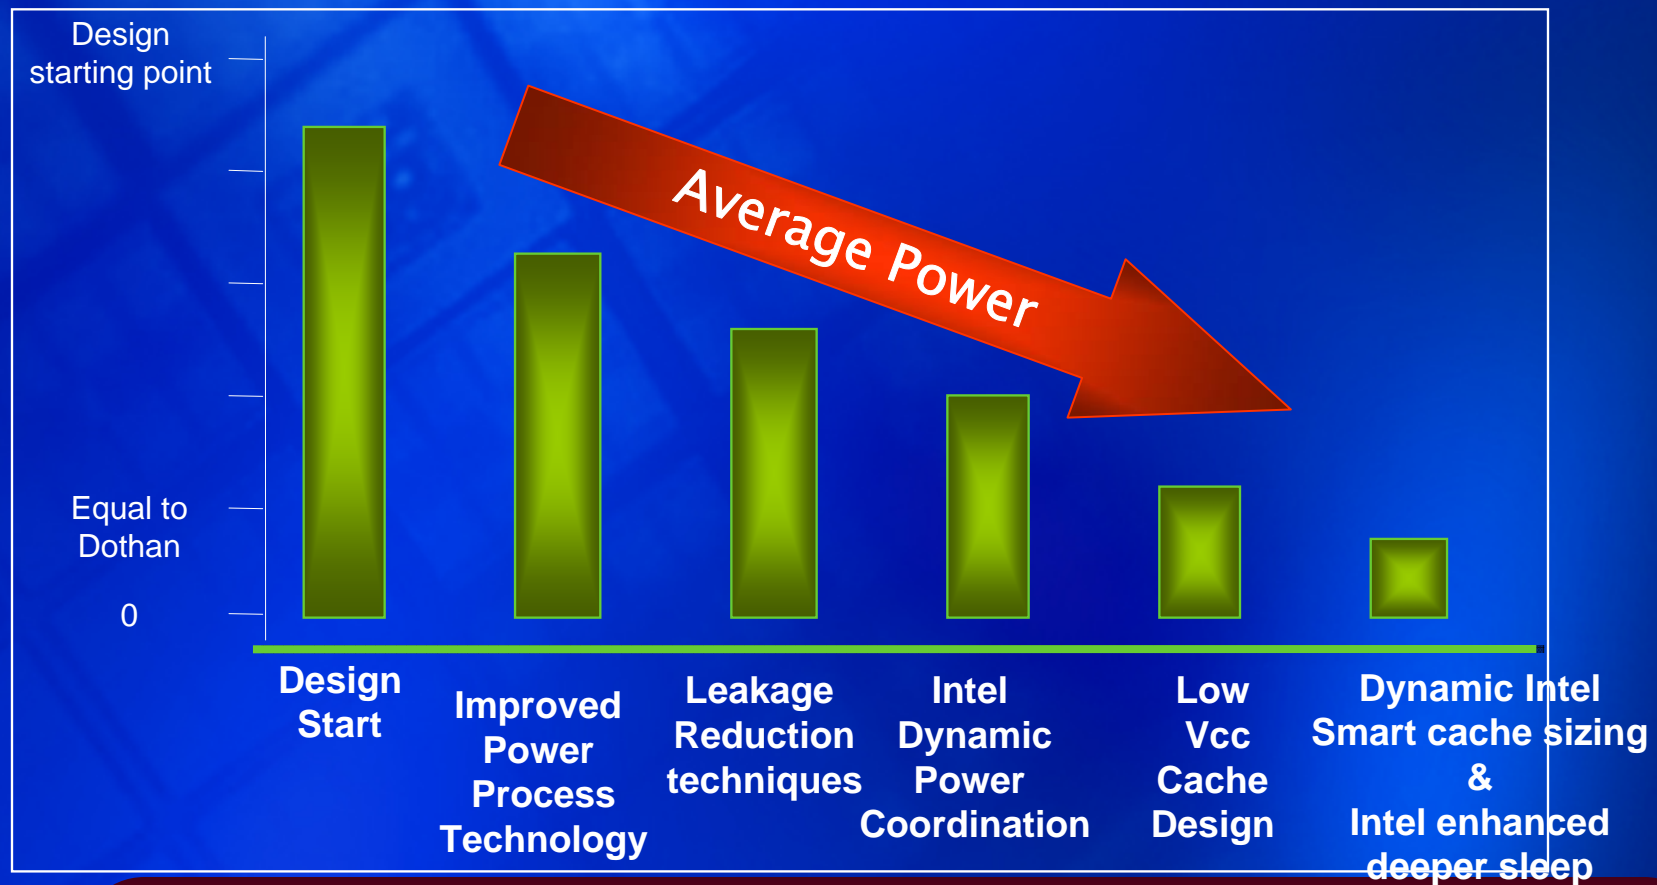 Design
starting point
Average Power
Equal to
Dothan
0
Design
Start
Improved
Power
Process
Technology
Leakage
Reduction
techniques
Intel
Dynamic
Power
Coordination
Low
Vcc
Cache
Design
Dynamic Intel
Smart cache sizing
&
Intel enhanced
deeper sleep